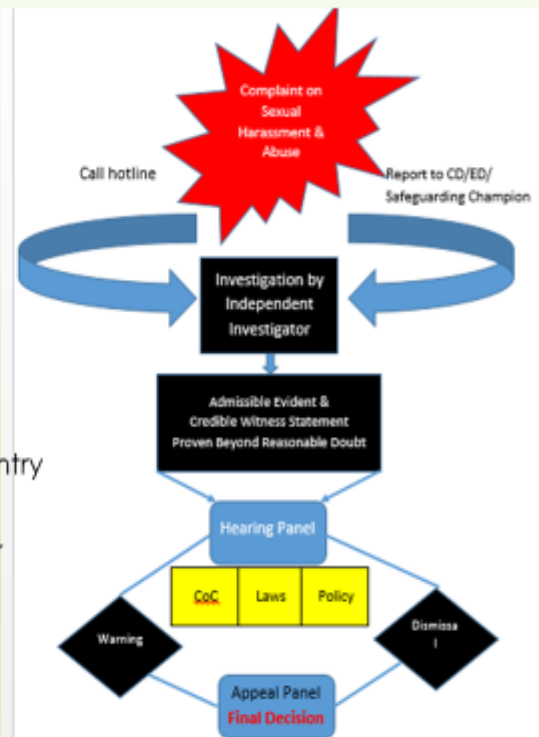 Complaint on
Sexual
Harassment &
Abuse
Call hotline
Report to CD/ED/
Safeguarding Champion
Investigation by
Independent
Investigator
Admissible Evident &
Credible Witness Statement
Proven Beyond Reasonable Doubt
ntry
Hearing Panel
CoC
Laws
Policy
Warning
Dismissa
l
Appeal Panel
Final Decision